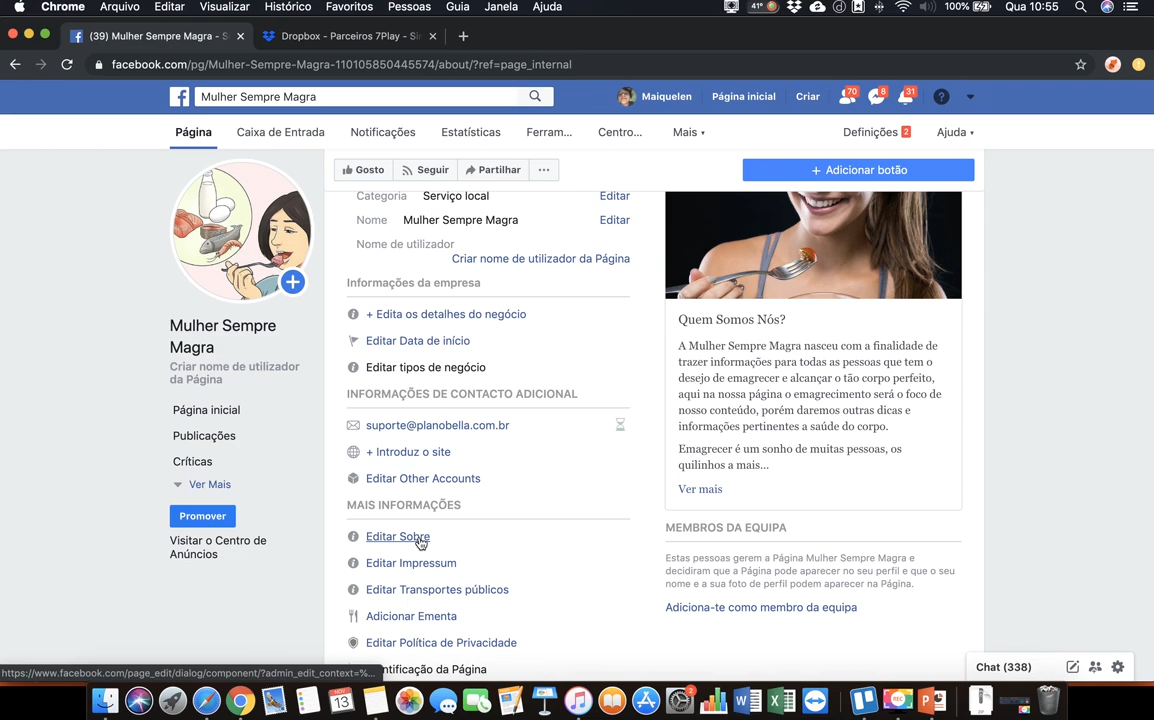 Chrome Arquivo Editar Visualizar Histórico Favoritos Pessoas Guia Janela Ajuda 41° 100% Qua 10:55
(39) Mulher Sempre Magra - S
Dropbox - Parceiros 7Play - Si
facebook.com/pg/Mulher-Sempre-Magra-110105850445574/about/?ref=page_internal
Mulher Sempre Magra
Maiquelen Página inicial Criar 70 8 31
Página Caixa de Entrada Notificações Estatísticas Ferram... Centro... Mais Definições 2 Ajuda
Gosto Seguir Partilhar ... + Adicionar botão
Mulher Sempre Magra
Criar nome de utilizador da Página
Página inicial
Publicações
Críticas
Ver Mais
Promover
Visitar o Centro de Anúncios
Categoria Serviço local Editar
Nome Mulher Sempre Magra Editar
Nome de utilizador
Criar nome de utilizador da Página
Informações da empresa
+ Edita os detalhes do negócio
Editar Data de início
Editar tipos de negócio
INFORMAÇÕES DE CONTACTO ADICIONAL
suporte@planobella.com.br
+ Introduz o site
Editar Other Accounts
MAIS INFORMAÇÕES
Editar Sobre
Editar Impressum
Editar Transportes públicos
Adicionar Ementa
Editar Política de Privacidade
ntificação da Página
Quem Somos Nós?
A Mulher Sempre Magra nasceu com a finalidade de
trazer informações para todas as pessoas que tem o
desejo de emagrecer e alcançar o tão corpo perfeito,
aqui na nossa página o emagrecimento será o foco de
nosso conteúdo, porém daremos outras dicas e
informações pertinentes a saúde do corpo.
Emagrecer é um sonho de muitas pessoas, os
quilinhos a mais...
Ver mais
MEMBROS DA EQUIPA
Estas pessoas gerem a Página Mulher Sempre Magra e
decidiram que a Página pode aparecer no seu perfil e que o seu
nome e a sua foto de perfil podem aparecer na Página.
Adiciona-te como membro da equipa
Chat (338)
https://www.facebook.com/page_edit/dialog/component/?admin_edit_context=%...
NOV
13
2